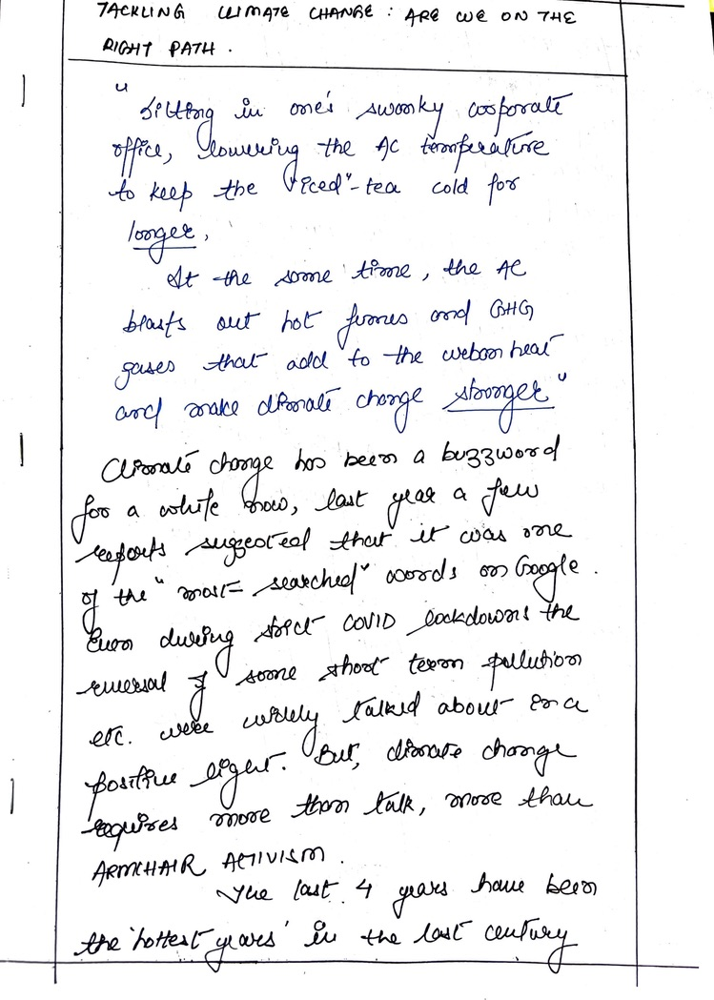 TACKLING CLIMATE CHANGE : ARE WE ON THE
RIGHT PATH .
"
Sitting in one's swanky corporate
office, lowering the AC temperature
to keep the "iced"-tea cold for
longer,
At the same time, the AC
blasts out hot fumes and GHG
gases that add to the urban heat
and make climate change stronger"
Climate change has been a buzzword
for a while now, last year a few
reports suggested that it was one
of the "most- searched" words on Google .
Even during strict COVID lockdowns the
reversal of some short term pollution
etc. were widely talked about in a
positive light. But, climate change
requires more than talk, more than
ARMCHAIR ACTIVISM .
The last 4 years have been
the 'hottest years' in the last century